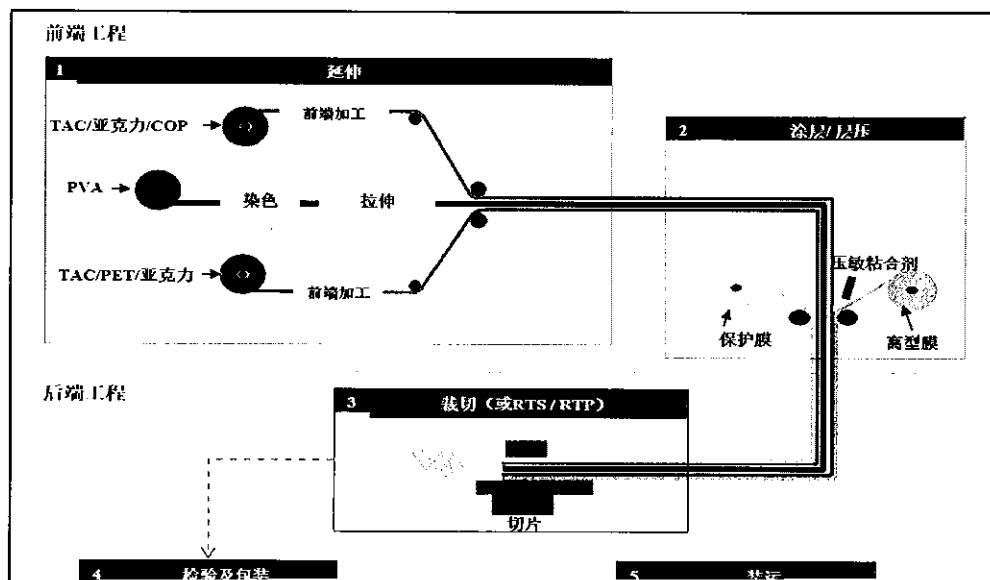 前端工程
1 延伸
TAC/亚克力/COP
前端加工
PVA
染色
拉伸
TAC/PET/亚克力
前端加工
2 涂层/层压
压敏粘合剂
保护膜
离型膜
后端工程
3 裁切（或RTS/RTP）
切片
4 检验及包装
5 装运